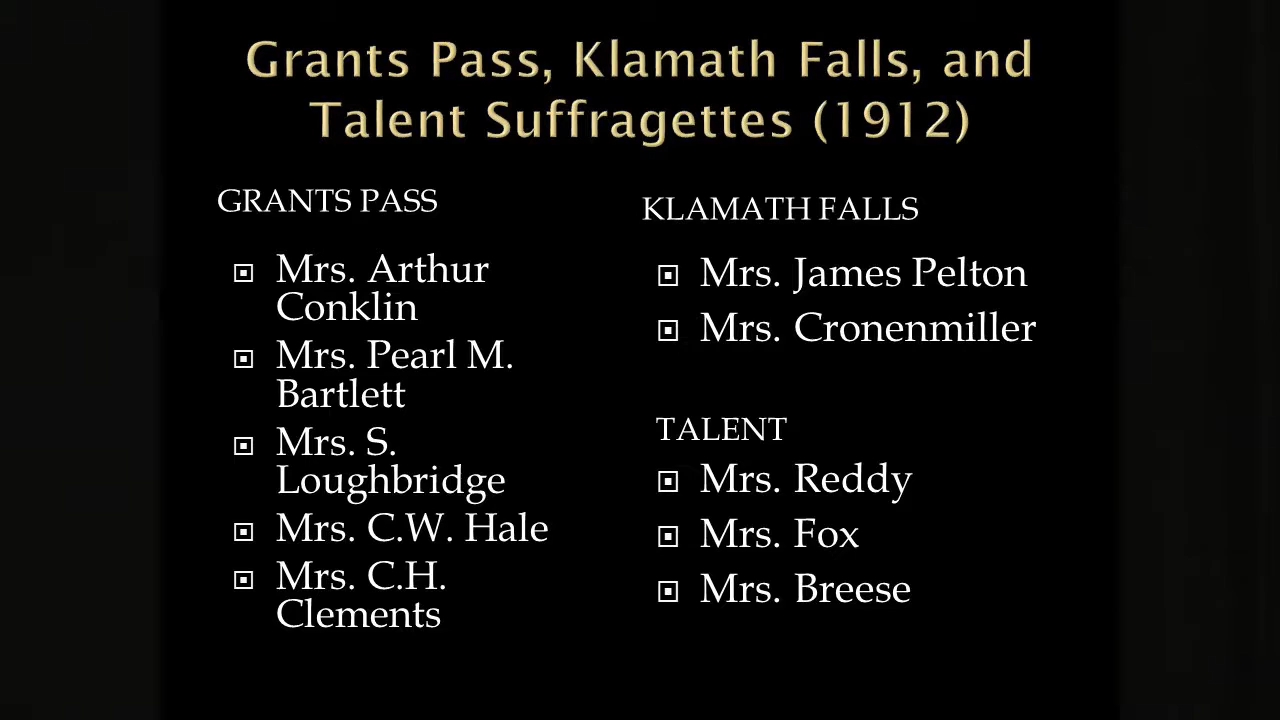 Grants Pass, Klamath Falls, and
Talent Suffragettes (1912)
GRANTS PASS
Mrs. Arthur
Conklin
Mrs. Pearl M.
Bartlett
Mrs. S.
Loughbridge
Mrs. C.W. Hale
Mrs. C.H.
Clements
KLAMATH FALLS
Mrs. James Pelton
Mrs. Cronenmiller
TALENT
Mrs. Reddy
Mrs. Fox
Mrs. Breese